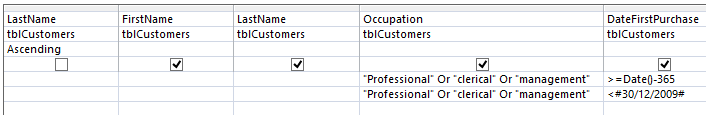 LastName FirstName LastName Occupation DateFirstPurchase
tblCustomers tblCustomers tblCustomers tblCustomers tblCustomers
Ascending
"Professional" Or "clerical" Or "management" >=Date()-365
"Professional" Or "clerical" Or "management" <#30/12/2009#